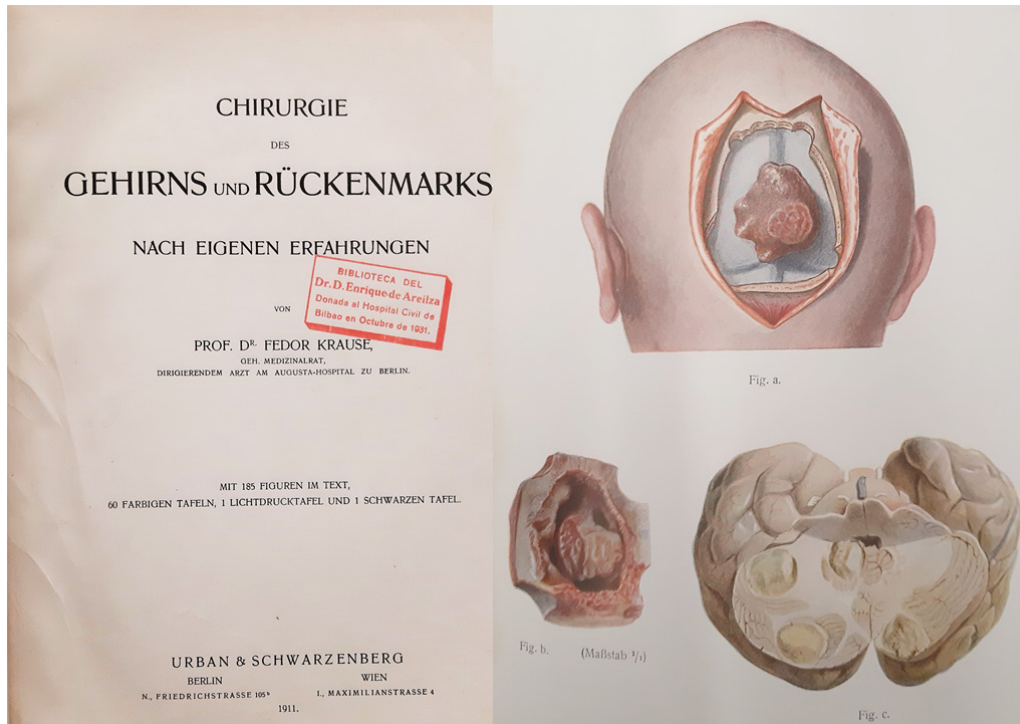 CHIRURGIE
DES
GEHIRNS UND RÜCKENMARKS
NACH EIGENEN ERFAHRUNGEN
BIBLIOTECA DEL
Dr. D. Enrique de Areilza
Donada al Hospital Civil de
Bilbao en Octubre de 1931.
VON
PROF. DR. FEDOR KRAUSE,
GEH. MEDIZINALRAT,
DIRIGIERENDEM ARZT AM AUGUSTA-HOSPITAL ZU BERLIN.
MIT 185 FIGUREN IM TEXT,
60 FARBIGEN TAFELN, 1 LICHTDRUCKTAFEL UND 1 SCHWARZEN TAFEL.
URBAN & SCHWARZENBERG
BERLIN WIEN
N., FRIEDRICHSTRASSE 105b I., MAXIMILIANSTRASSE 4
1911.
Fig. a.
Fig. b. (Maßstab 3/1)
Fig. c.